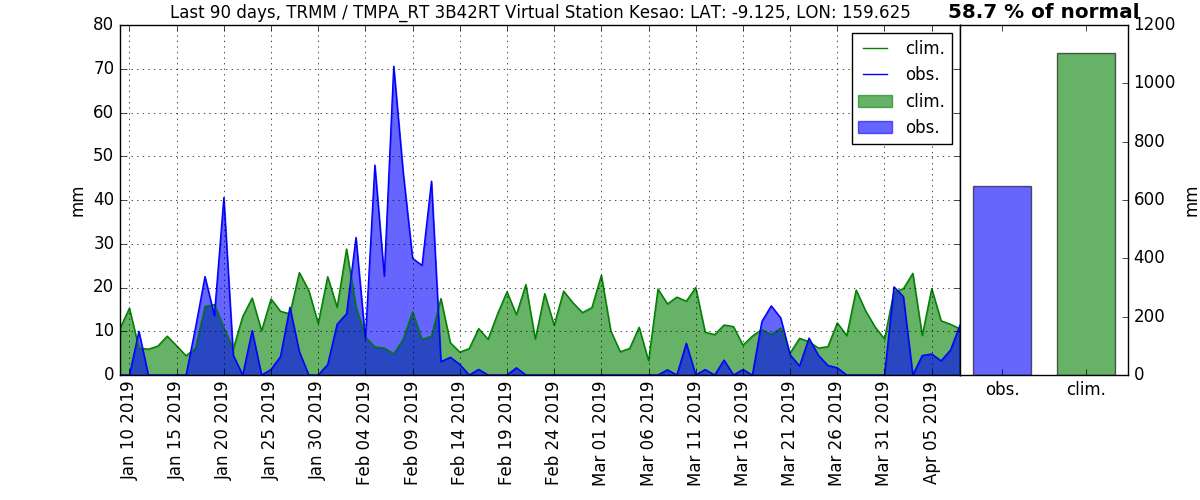 Last 90 days, TRMM / TMPA_RT 3B42RT Virtual Station Kesao: LAT: -9.125, LON: 159.625
58.7 % of normal
80
70
60
50
40
30
20
10
0
mm
clim.
obs.
clim.
obs.
1200
1000
800
600
400
200
0
mm
Jan 10 2019
Jan 15 2019
Jan 20 2019
Jan 25 2019
Jan 30 2019
Feb 04 2019
Feb 09 2019
Feb 14 2019
Feb 19 2019
Feb 24 2019
Mar 01 2019
Mar 06 2019
Mar 11 2019
Mar 16 2019
Mar 21 2019
Mar 26 2019
Mar 31 2019
Apr 05 2019
obs.
clim.